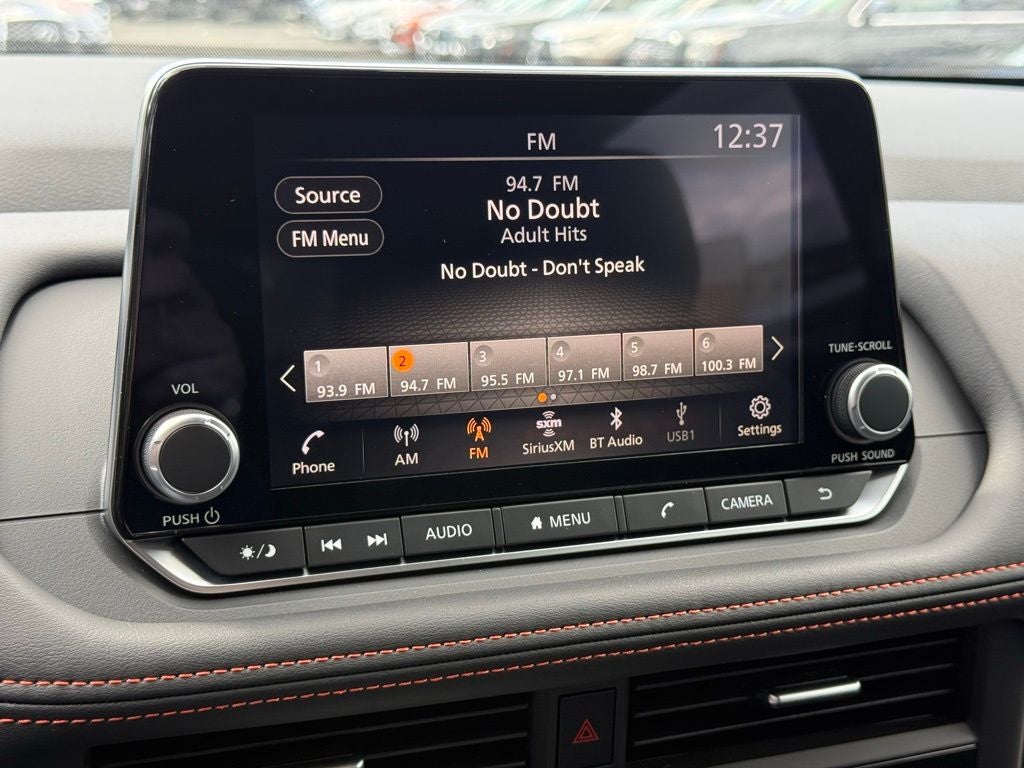 FM
12:37
Source
FM Menu
94.7 FM
No Doubt
Adult Hits
No Doubt - Don't Speak
1
93.9 FM
2
94.7 FM
3
95.5 FM
4
97.1 FM
5
98.7 FM
6
100.3 FM
VOL
PUSH
TUNE·SCROLL
PUSH SOUND
Phone
AM
FM
sxm
SiriusXM
BT Audio
USB1
Settings
AUDIO
MENU
CAMERA